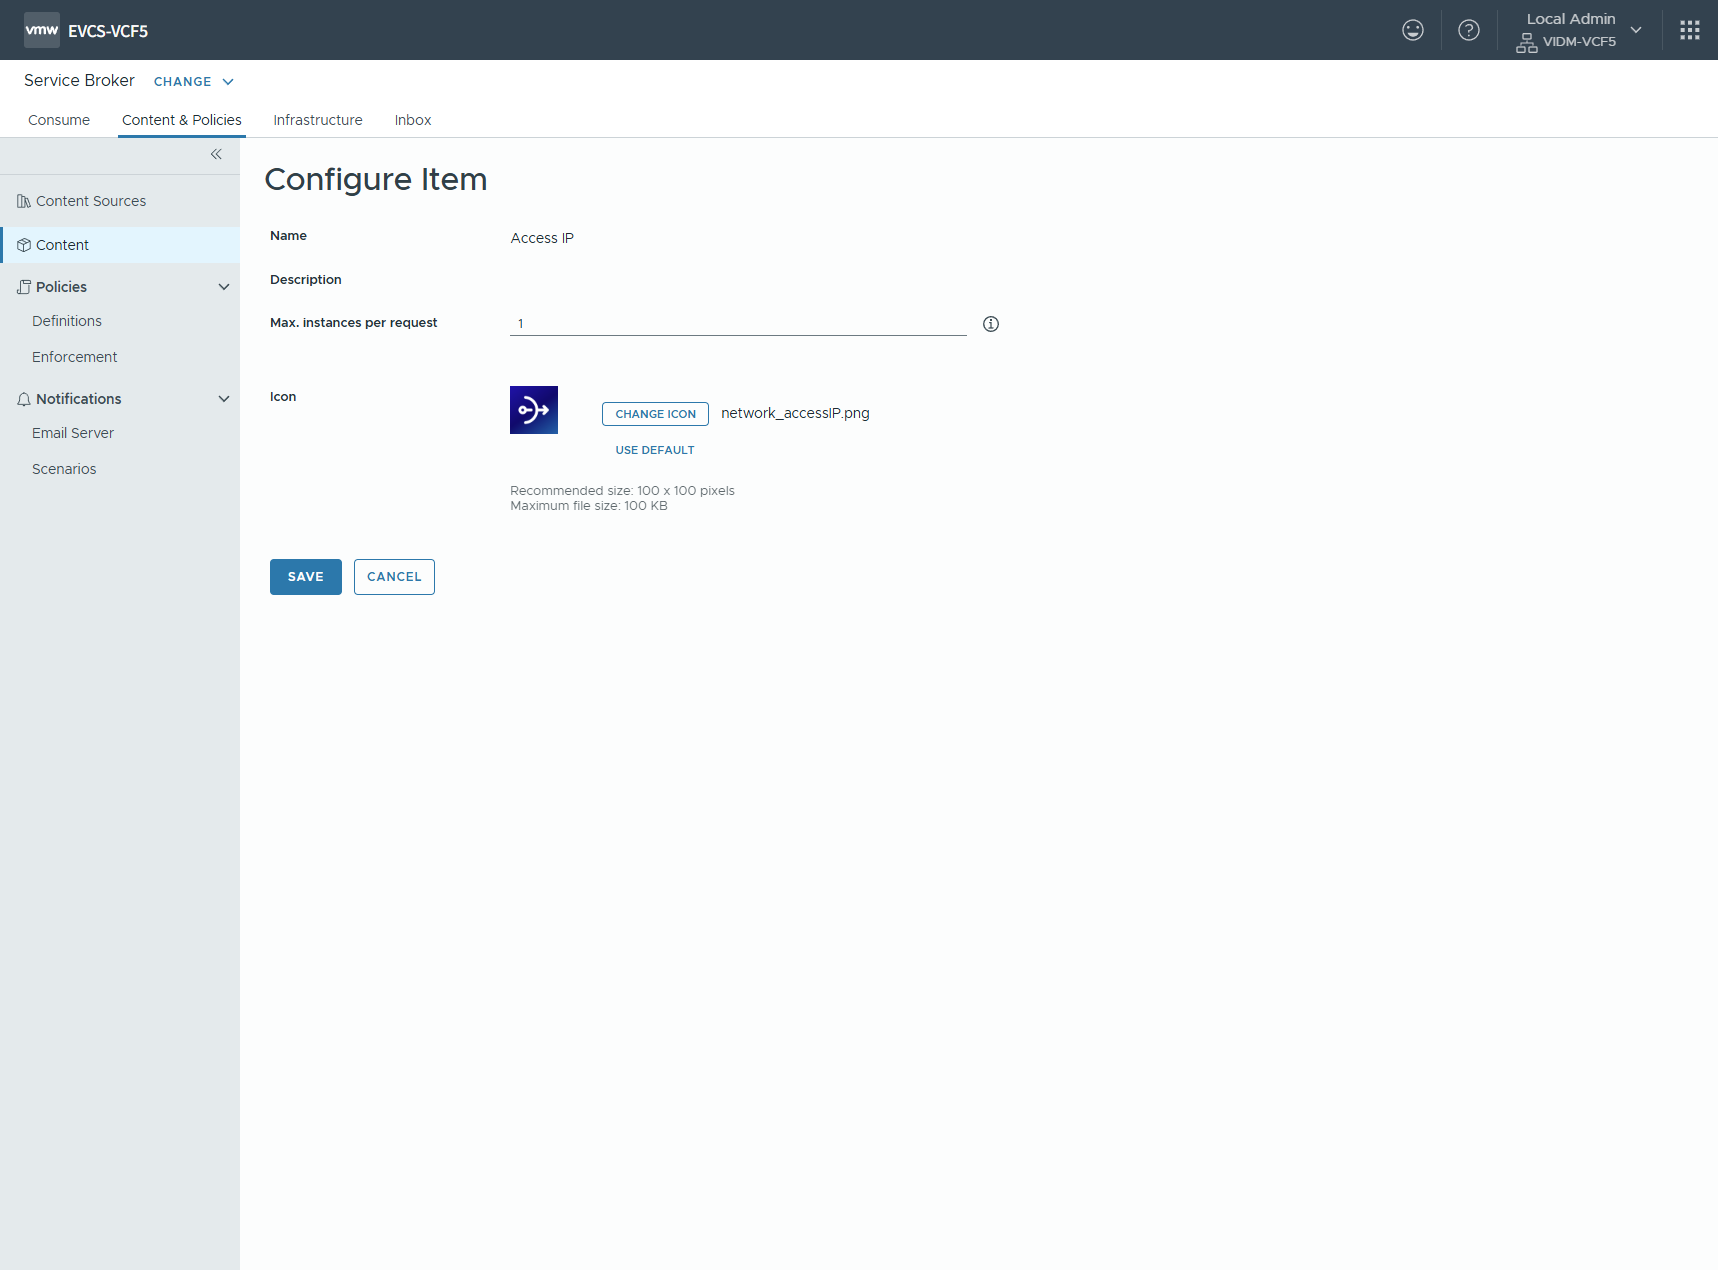 vmw EVCS-VCF5
Local Admin
VIDM-VCF5
Service Broker CHANGE
Consume Content & Policies Infrastructure Inbox
Content Sources
Content
Policies
Definitions
Enforcement
Notifications
Email Server
Scenarios
Configure Item
Name Access IP
Description
Max. instances per request 1
Icon
CHANGE ICON network_accessIP.png
USE DEFAULT
Recommended size: 100 x 100 pixels
Maximum file size: 100 KB
SAVE CANCEL